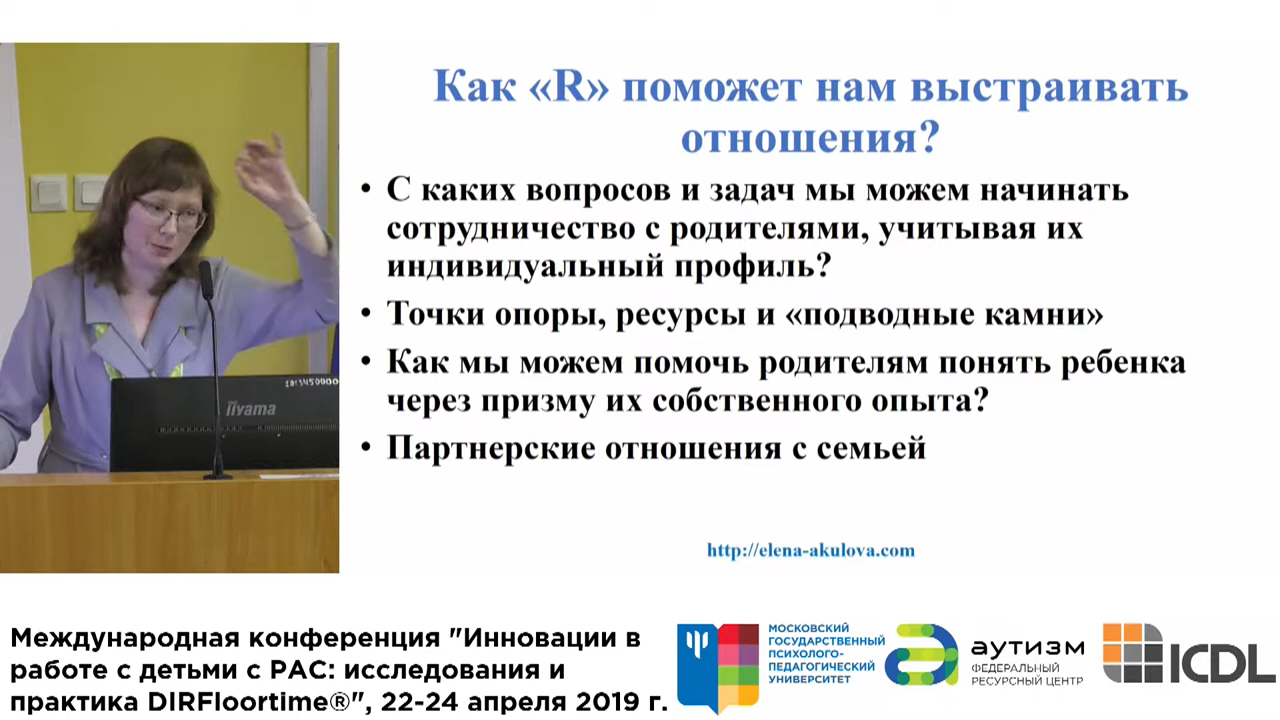 Как «R» поможет нам выстраивать
отношения?
• С каких вопросов и задач мы можем начинать
сотрудничество с родителями, учитывая их
индивидуальный профиль?
• Точки опоры, ресурсы и «подводные камни»
• Как мы можем помочь родителям понять ребенка
через призму их собственного опыта?
• Партнерские отношения с семьей
http://elena-akulova.com
iiyama
Международная конференция "Инновации в
работе с детьми с РАС: исследования и
практика DIRFloortime®", 22-24 апреля 2019 г.
МОСКОВСКИЙ
ГОСУДАРСТВЕННЫЙ
ПСИХОЛОГО-
ПЕДАГОГИЧЕСКИЙ
УНИВЕРСИТЕТ
аутизм
ФЕДЕРАЛЬНЫЙ
РЕСУРСНЫЙ ЦЕНТР
ICDL